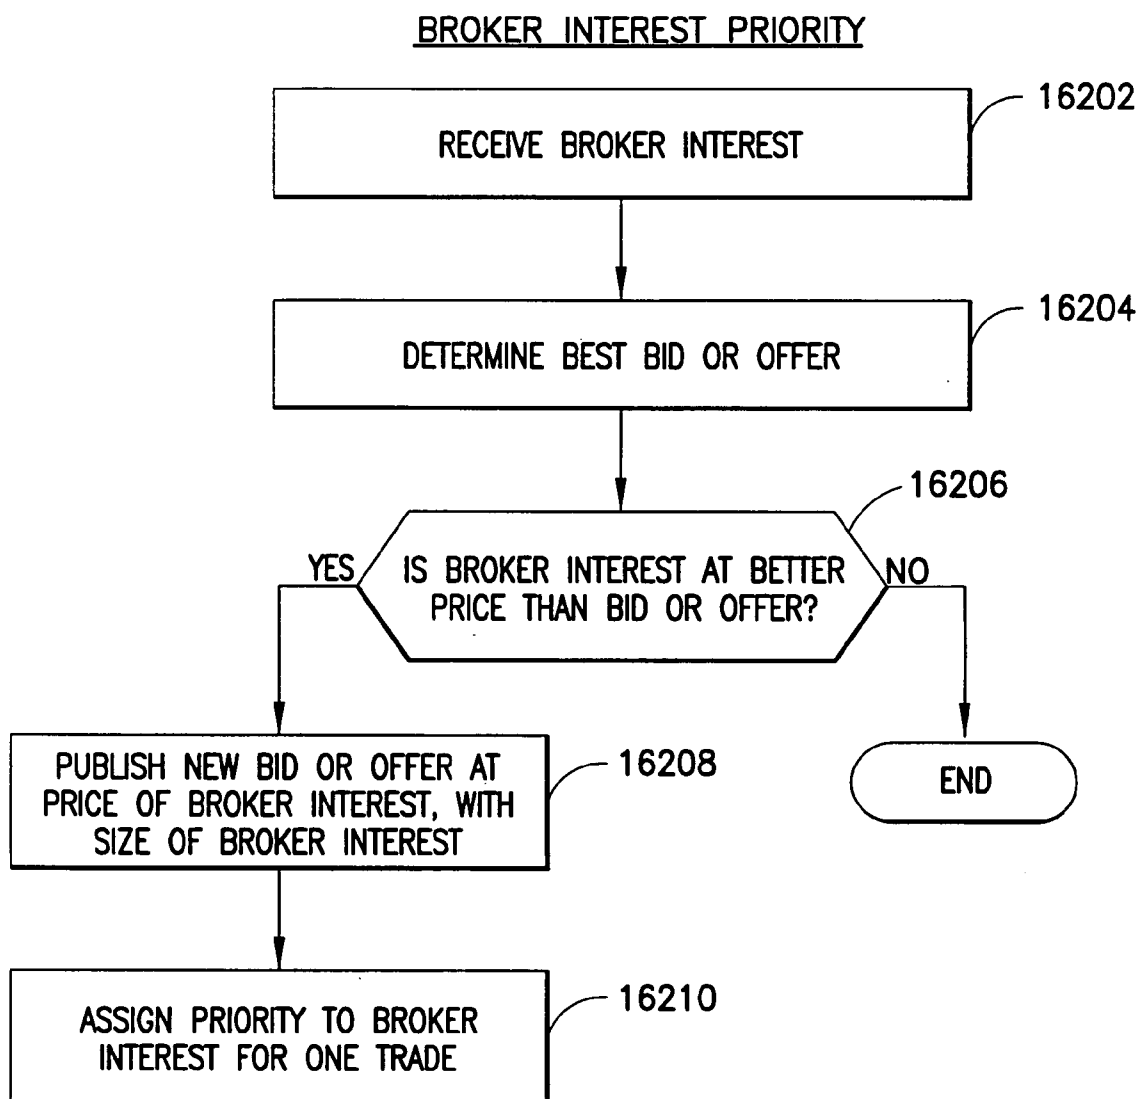 BROKER INTEREST PRIORITY
16202
RECEIVE BROKER INTEREST
16204
DETERMINE BEST BID OR OFFER
16206
YES
IS BROKER INTEREST AT BETTER
PRICE THAN BID OR OFFER?
NO
PUBLISH NEW BID OR OFFER AT
PRICE OF BROKER INTEREST, WITH
SIZE OF BROKER INTEREST
16208
END
ASSIGN PRIORITY TO BROKER
INTEREST FOR ONE TRADE
16210